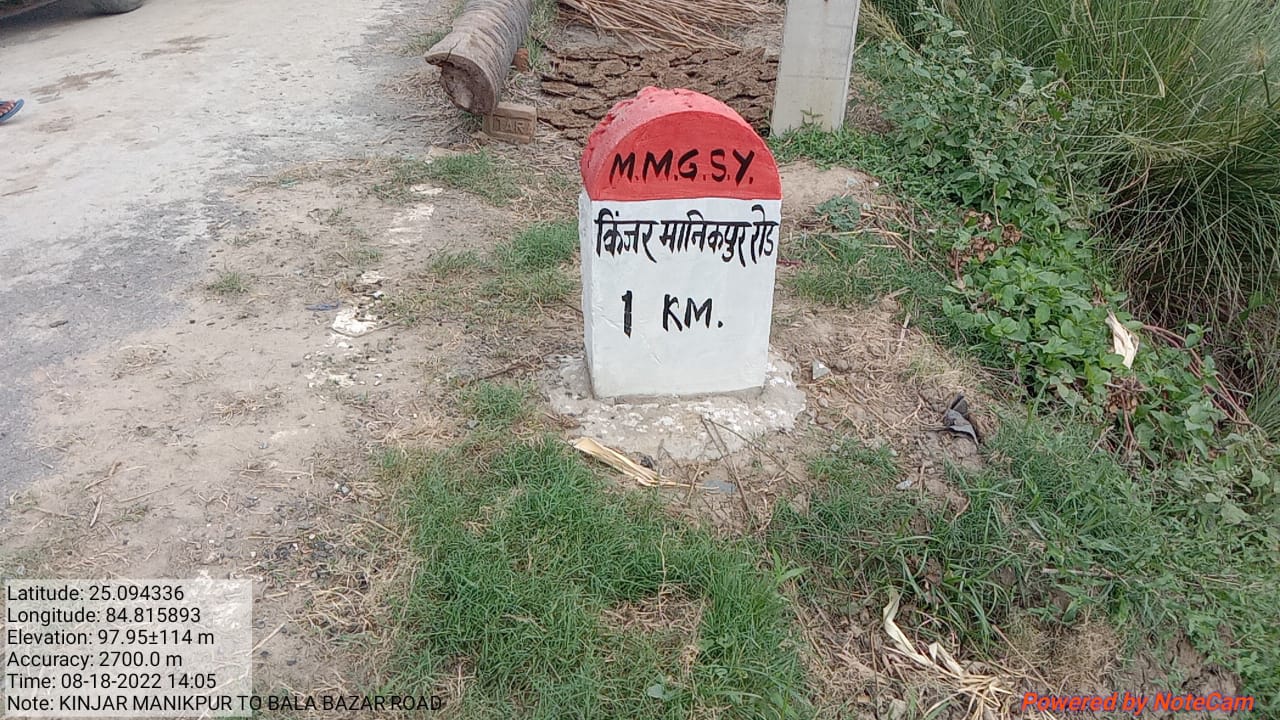 M.M.G.S.Y.
किंजर मानिकपुर रोड
1 KM.
Latitude: 25.094336
Longitude: 84.815893
Elevation: 97.95±114 m
Accuracy: 2700.0 m
Time: 08-18-2022 14:05
Note: KINJAR MANIKPUR TO BALA BAZAR ROAD
Powered by NoteCam